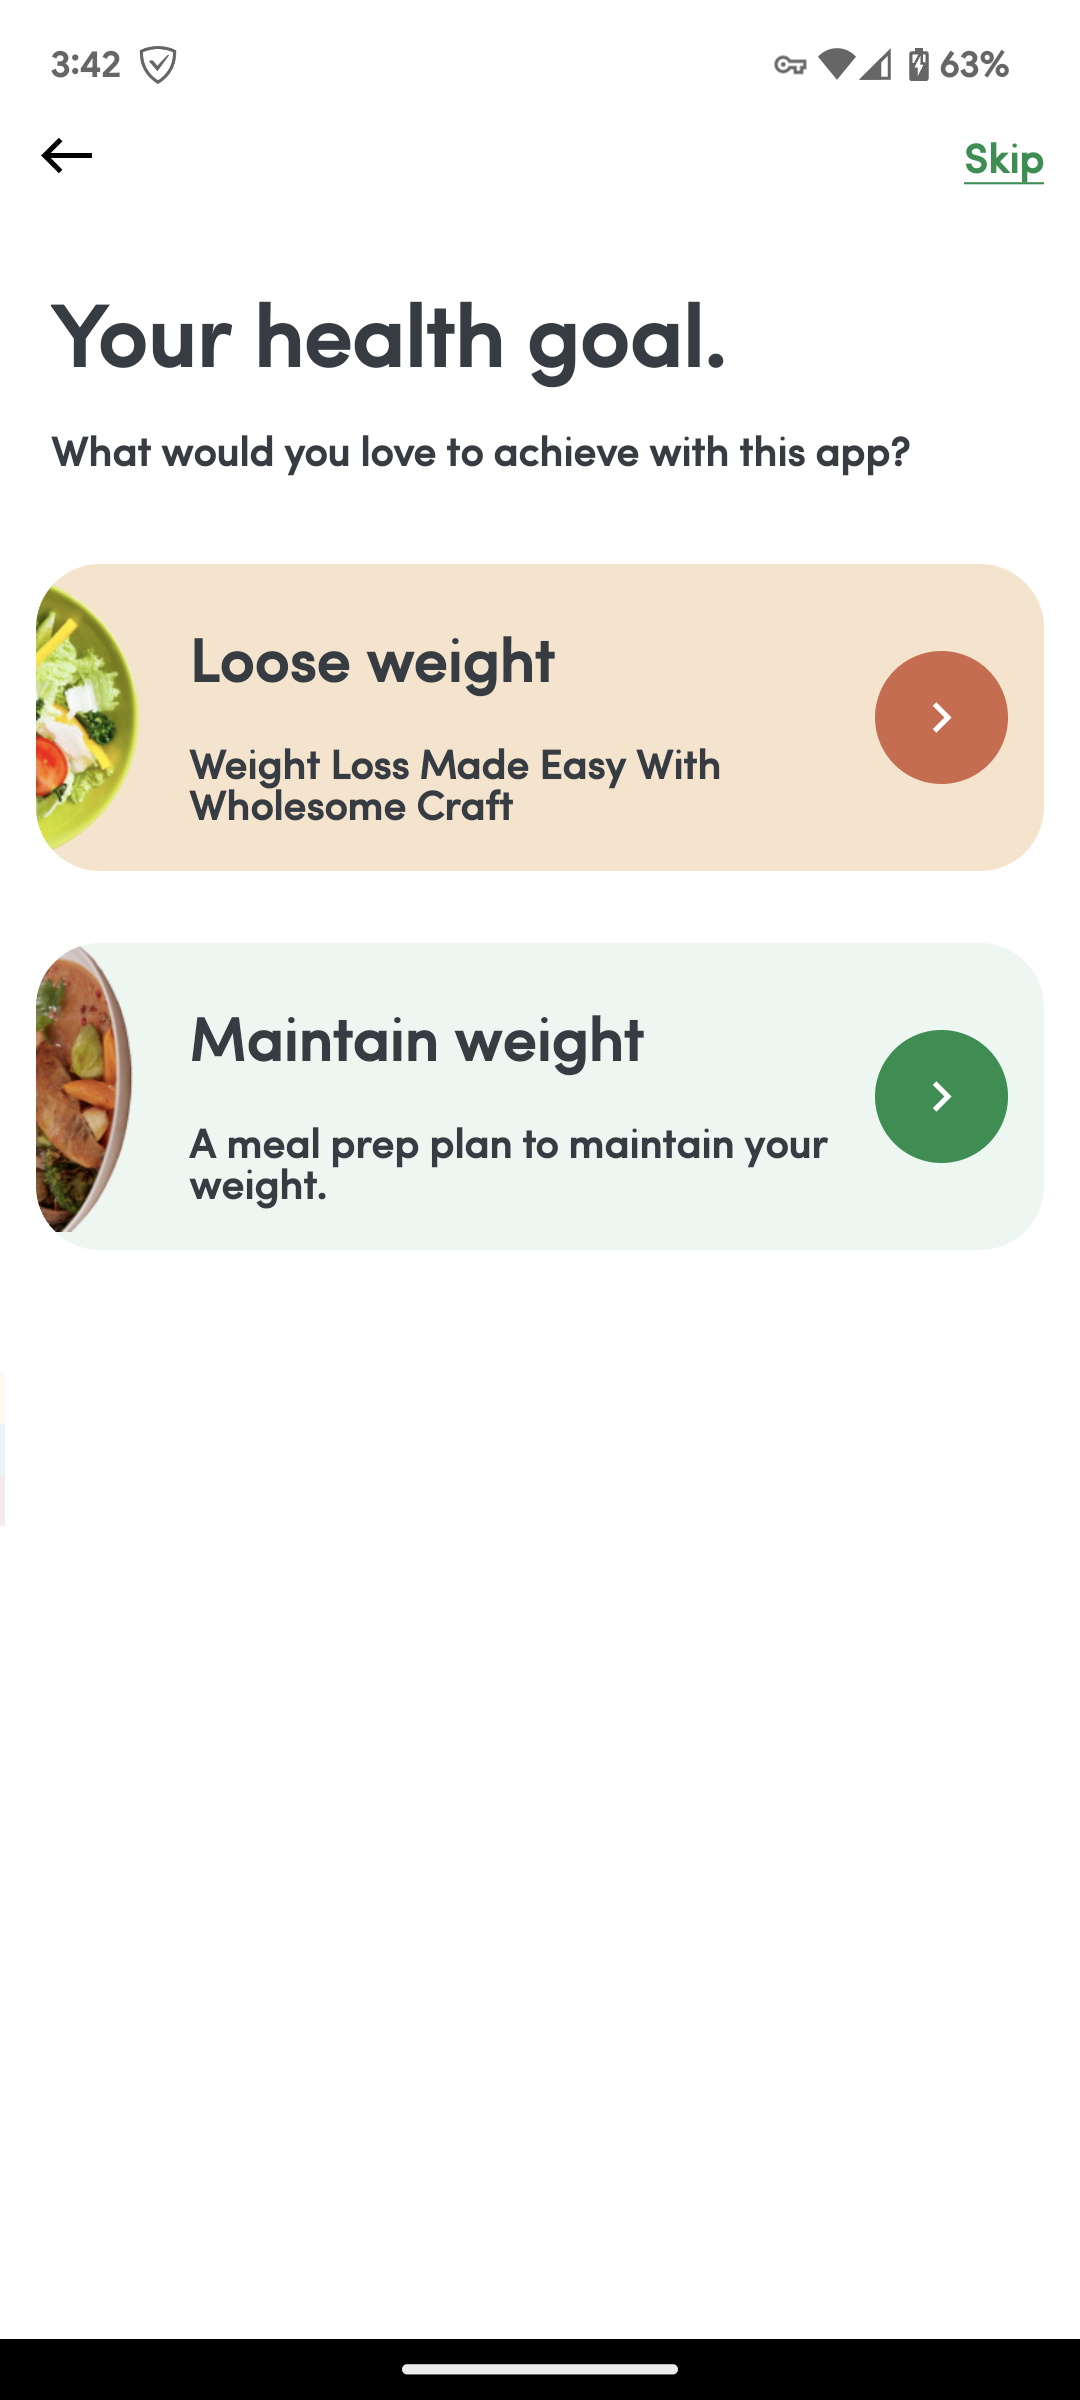 3:42
63%
Skip
Your health goal.
What would you love to achieve with this app?
Loose weight
Weight Loss Made Easy With
Wholesome Craft
Maintain weight
A meal prep plan to maintain your
weight.